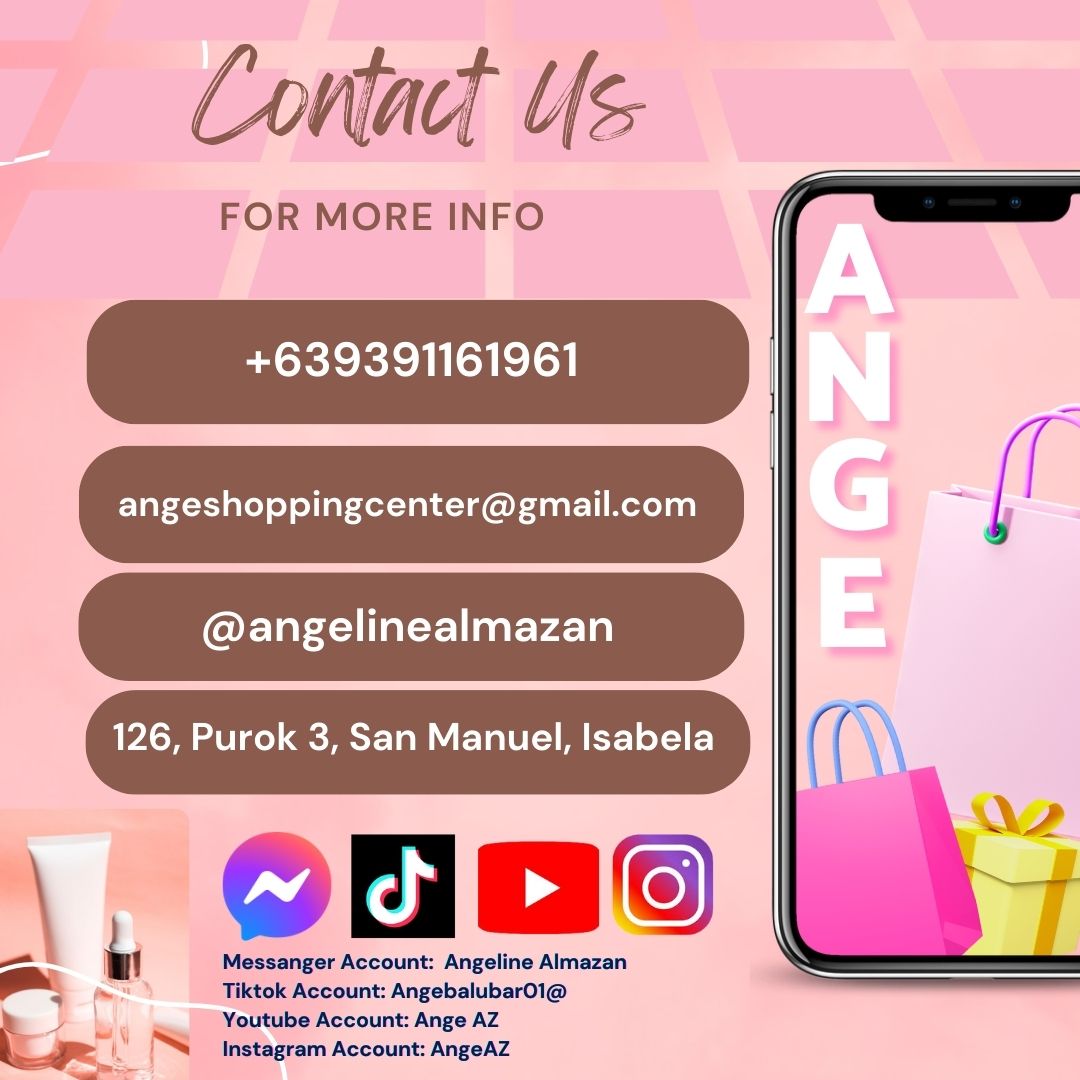 Contact Us
FOR MORE INFO
+639391161961
angeshoppingcenter@gmail.com
@angelinealmazan
126, Purok 3, San Manuel, Isabela
ANGE
Messanger Account:  Angeline Almazan
Tiktok Account: Angebalubar01@
Youtube Account: Ange AZ
Instagram Account: AngeAZ